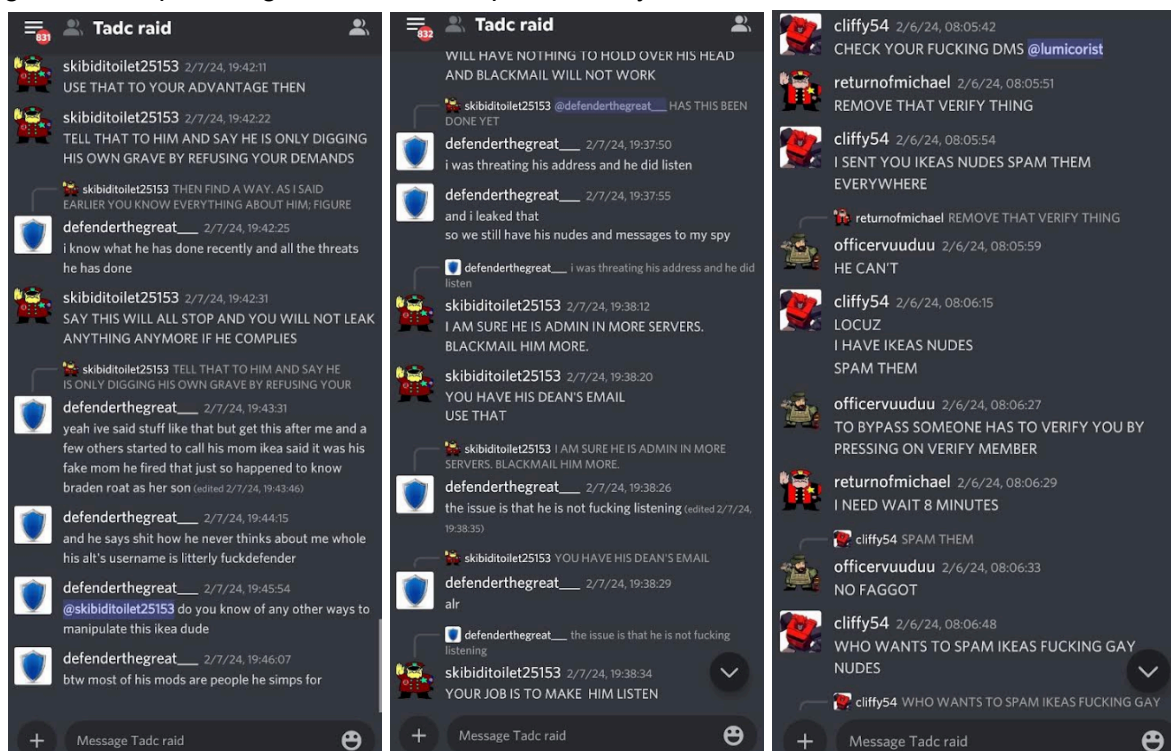 831
Tadc raid
skibiditoilet25153 2/7/24, 19:42:11
USE THAT TO YOUR ADVANTAGE THEN
skibiditoilet25153 2/7/24, 19:42:22
TELL THAT TO HIM AND SAY HE IS ONLY DIGGING
HIS OWN GRAVE BY REFUSING YOUR DEMANDS
skibiditoilet25153 THEN FIND A WAY. AS I SAID
EARLIER YOU KNOW EVERYTHING ABOUT HIM; FIGURE
defenderthegreat__ 2/7/24, 19:42:25
i know what he has done recently and all the threats
he has done
skibiditoilet25153 2/7/24, 19:42:31
SAY THIS WILL ALL STOP AND YOU WILL NOT LEAK
ANYTHING ANYMORE IF HE COMPLIES
skibiditoilet25153 TELL THAT TO HIM AND SAY HE
IS ONLY DIGGING HIS OWN GRAVE BY REFUSING YOUR
defenderthegreat__ 2/7/24, 19:43:31
yeah ive said stuff like that but get this after me and a
few others started to call his mom ikea said it was his
fake mom he fired that just so happened to know
braden roat as her son (edited 2/7/24, 19:43:46)
defenderthegreat__ 2/7/24, 19:44:15
and he says shit how he never thinks about me whole
his alt's username is litterly fuckdefender
defenderthegreat__ 2/7/24, 19:45:54
@skibiditoilet25153 do you know of any other ways to
manipulate this ikea dude
defenderthegreat__ 2/7/24, 19:46:07
btw most of his mods are people he simps for
Message Tadc raid
832
Tadc raid
WILL HAVE NOTHING TO HOLD OVER HIS HEAD
AND BLACKMAIL WILL NOT WORK
skibiditoilet25153 @defenderthegreat__ HAS THIS BEEN
DONE YET
defenderthegreat__ 2/7/24, 19:37:50
i was threating his address and he did listen
defenderthegreat__ 2/7/24, 19:37:55
and i leaked that
so we still have his nudes and messages to my spy
defenderthegreat__ i was threating his address and he did
listen
skibiditoilet25153 2/7/24, 19:38:12
I AM SURE HE IS ADMIN IN MORE SERVERS.
BLACKMAIL HIM MORE.
skibiditoilet25153 2/7/24, 19:38:20
YOU HAVE HIS DEAN'S EMAIL
USE THAT
skibiditoilet25153 I AM SURE HE IS ADMIN IN MORE
SERVERS. BLACKMAIL HIM MORE.
defenderthegreat__ 2/7/24, 19:38:26
the issue is that he is not fucking listening (edited 2/7/24,
19:38:35)
skibiditoilet25153 YOU HAVE HIS DEAN'S EMAIL
defenderthegreat__ 2/7/24, 19:38:29
alr
defenderthegreat__ the issue is that he is not fucking
listening
skibiditoilet25153 2/7/24, 19:38:34
YOUR JOB IS TO MAKE HIM LISTEN
Message Tadc raid
cliffy54 2/6/24, 08:05:42
CHECK YOUR FUCKING DMS @lumicorist
returnofmichael 2/6/24, 08:05:51
REMOVE THAT VERIFY THING
cliffy54 2/6/24, 08:05:54
I SENT YOU IKEAS NUDES SPAM THEM
EVERYWHERE
returnofmichael REMOVE THAT VERIFY THING
officervuuduu 2/6/24, 08:05:59
HE CAN'T
cliffy54 2/6/24, 08:06:15
LOCUZ
I HAVE IKEAS NUDES
SPAM THEM
officervuuduu 2/6/24, 08:06:27
TO BYPASS SOMEONE HAS TO VERIFY YOU BY
PRESSING ON VERIFY MEMBER
returnofmichael 2/6/24, 08:06:29
I NEED WAIT 8 MINUTES
cliffy54 SPAM THEM
officervuuduu 2/6/24, 08:06:33
NO FAGGOT
cliffy54 2/6/24, 08:06:48
WHO WANTS TO SPAM IKEAS FUCKING GAY
NUDES
cliffy54 WHO WANTS TO SPAM IKEAS FUCKING GAY
Message Tadc raid